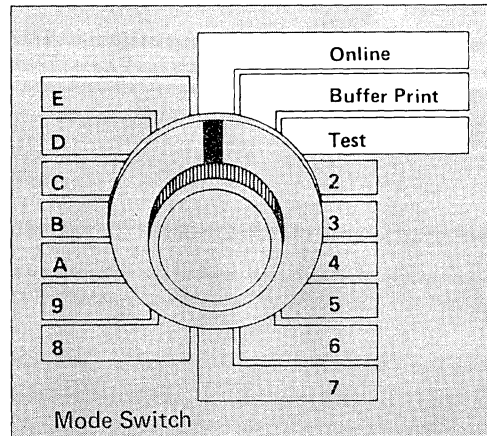 Online
Buffer Print
Test
E
D
C
B
A
9
8
2
3
4
5
6
7
Mode Switch